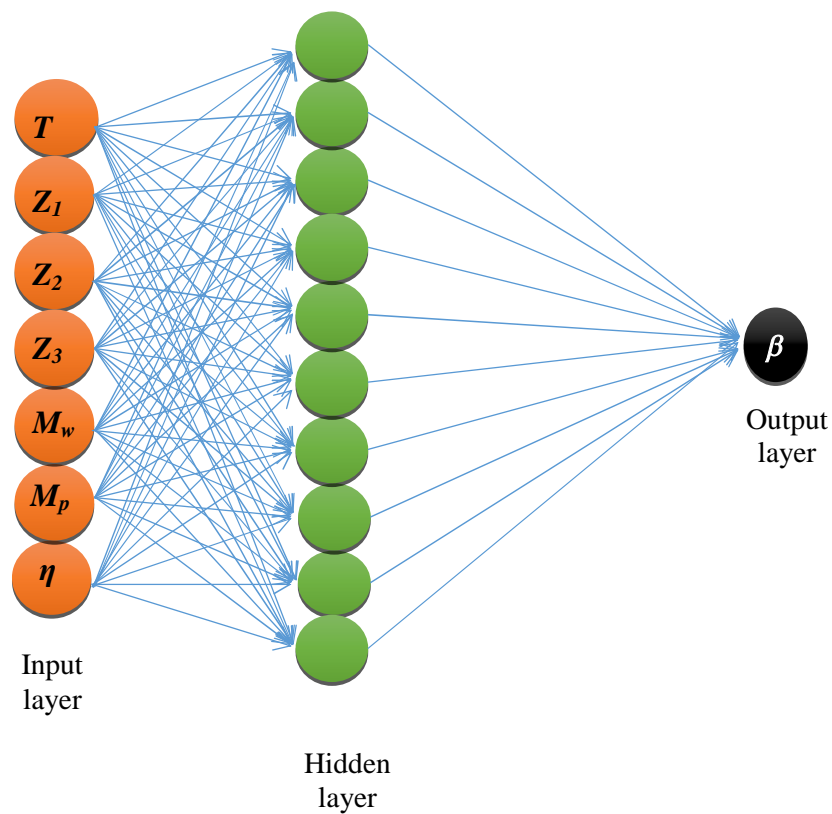 T
Z1
Z2
Z3
Mw
Mp
η
Input
layer
Hidden
layer
β
Output
layer